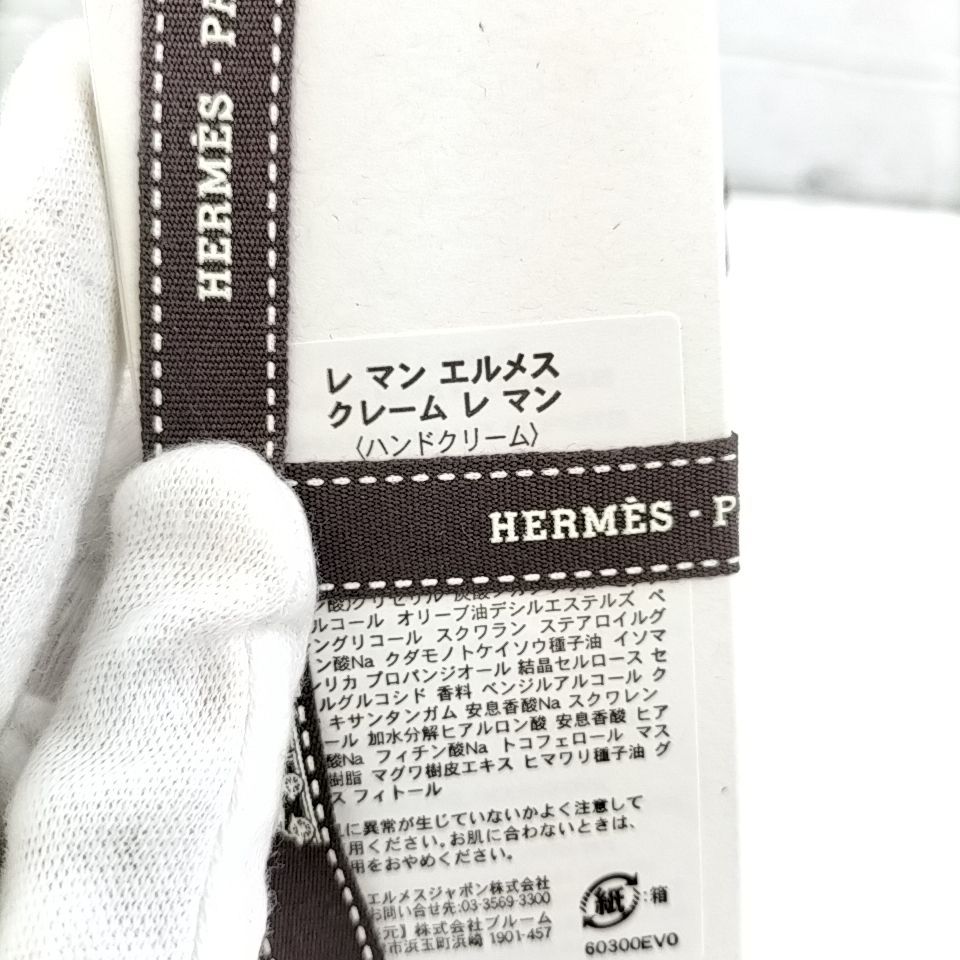 HERMÈS - PA
レ マン エルメス
クレーム レ マン
〈ハンドクリーム〉
HERMÈS - P
ルコール オリーブ油デシルエステルズ ペ
ングリコール スクワラン ステアロイルグ
ン酸Na クダモノトケイソウ種子油 イソマ
リカ プロパンジオール 結晶セルロース セ
ルグルコシド 香料 ベンジルアルコール ク
キサンタンガム 安息香酸Na スクワレン
ール 加水分解ヒアルロン酸 安息香酸 ヒア
酸Na フィチン酸Na トコフェロール マス
樹脂 マグワ樹皮エキス ヒマワリ種子油 グ
ス フィトール
に異常が生じていないかよく注意して
用ください。お肌に合わないときは、
用をおやめください。
エルメスジャポン株式会社
お問い合せ先:03-3569-3300
元】株式会社ブルーム
市浜玉町浜崎 1901-457
紙:箱
60300EV0